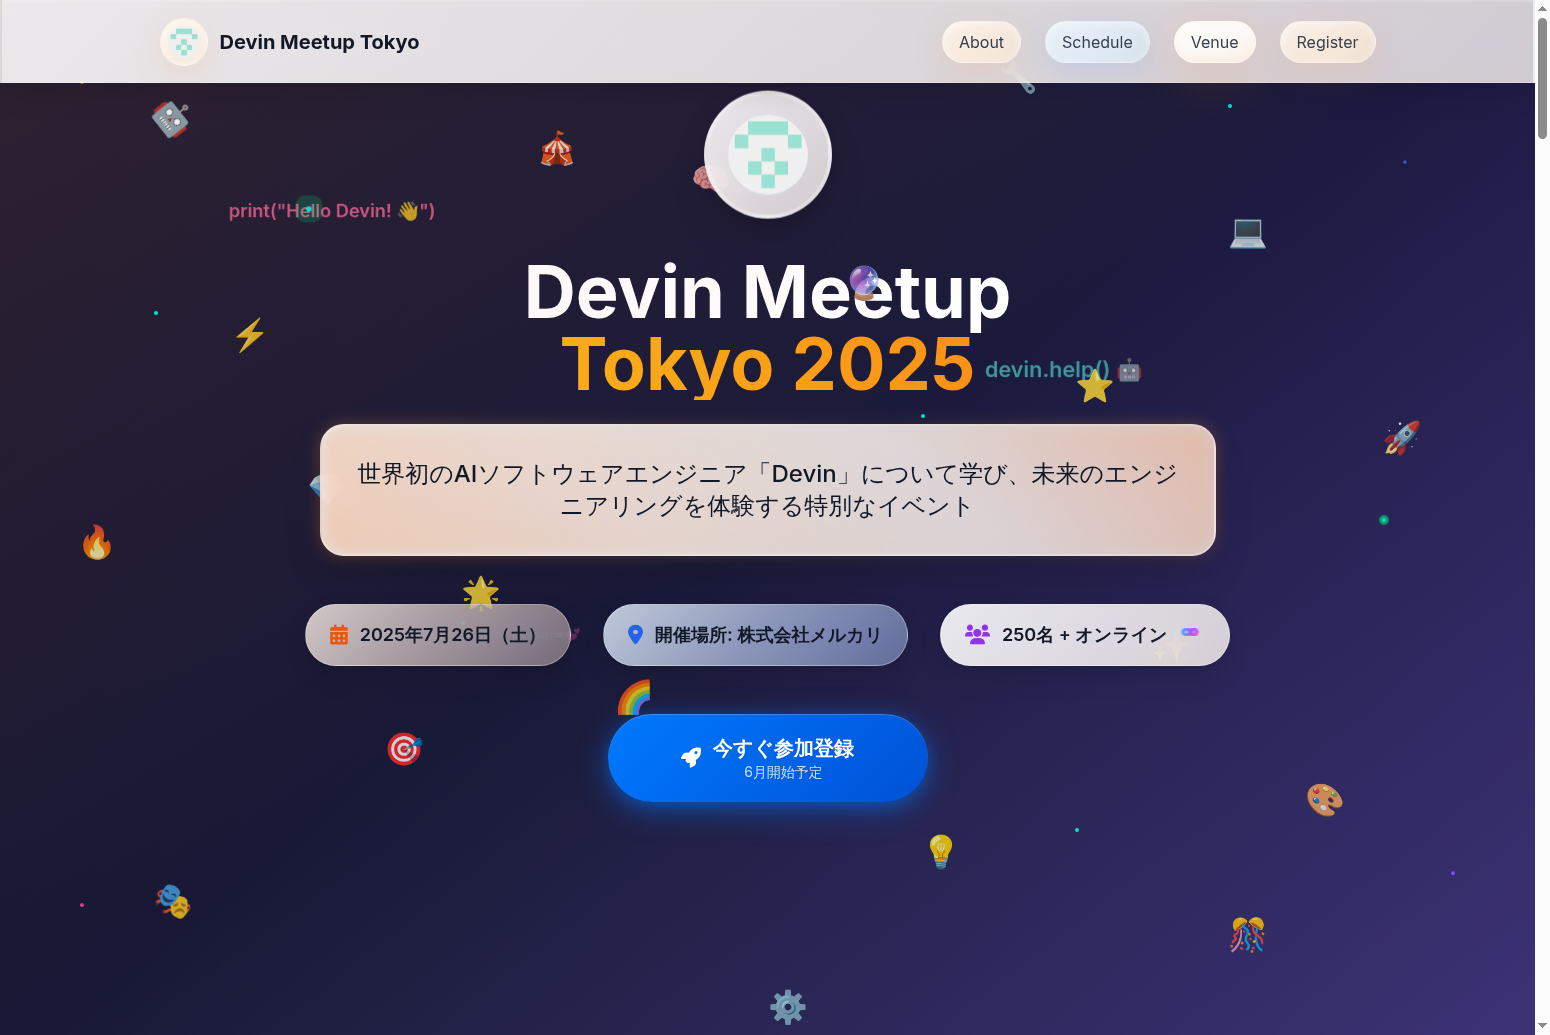 Devin Meetup Tokyo
About
Schedule
Venue
Register
print("Hello Devin! 👋")
Devin Meetup
Tokyo 2025
devin.help() 🤖
世界初のAIソフトウェアエンジニア「Devin」について学び、未来のエンジ
ニアリングを体験する特別なイベント
2025年7月26日（土）
開催場所: 株式会社メルカリ
250名 + オンライン
今すぐ参加登録
6月開始予定